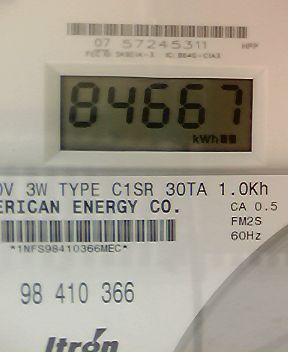 07 57245311
84667
kWh
0V 3W TYPE C1SR 30TA 1.0Kh
ERICAN ENERGY CO. CA 0.5
FM2S
60Hz
*1NFS98410366MEC*
98 410 366
Itrón